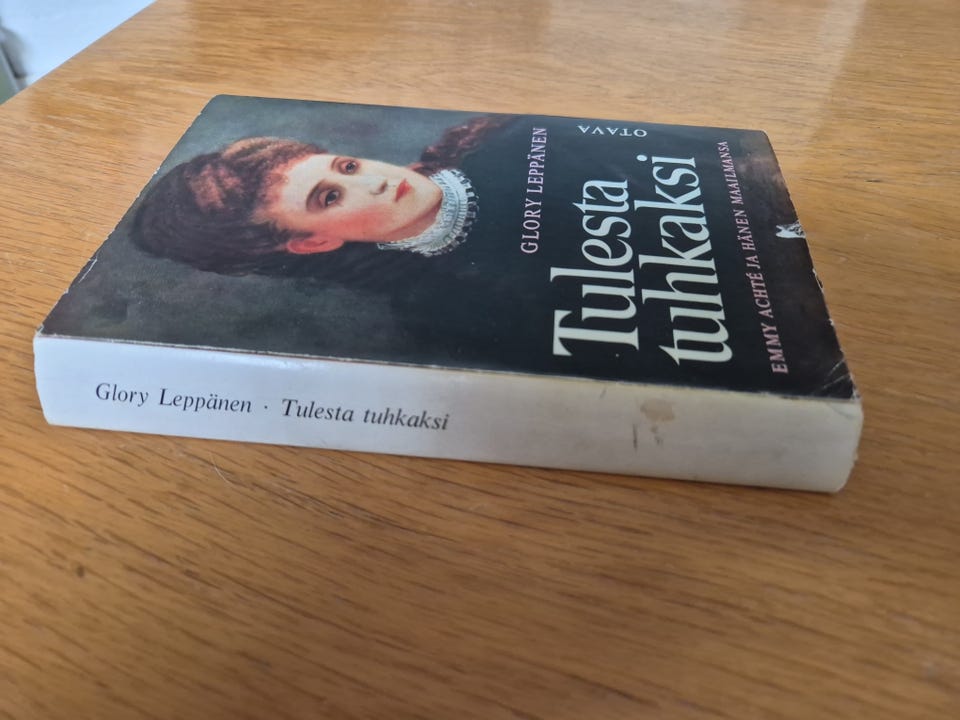 GLORY LEPPÄNEN
Tulesta
tuhkaksi
EMMY ACHTÉ JA HÄNEN MAAILMANSA
OTAVA
Glory Leppänen · Tulesta tuhkaksi